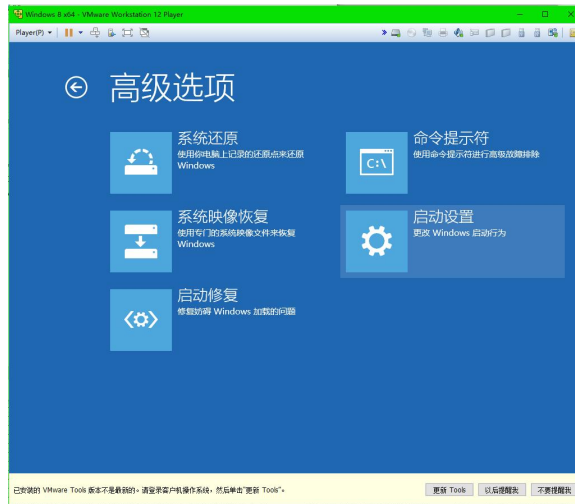 Windows 8 x64 - VMware Workstation 12 Player
Player(P)
高级选项
系统还原
使用你电脑上记录的还原点来还原
Windows
命令提示符
使用命令提示符进行高级故障排除
C:\
系统映像恢复
使用专门的系统映像文件来恢复
Windows
启动设置
更改 Windows 启动行为
启动修复
修复妨碍 Windows 加载的问题
已安装的 VMware Tools 版本不是最新的。请登录客户机操作系统，然后单击"更新 Tools"。
更新 Tools
以后提醒我
不要提醒我